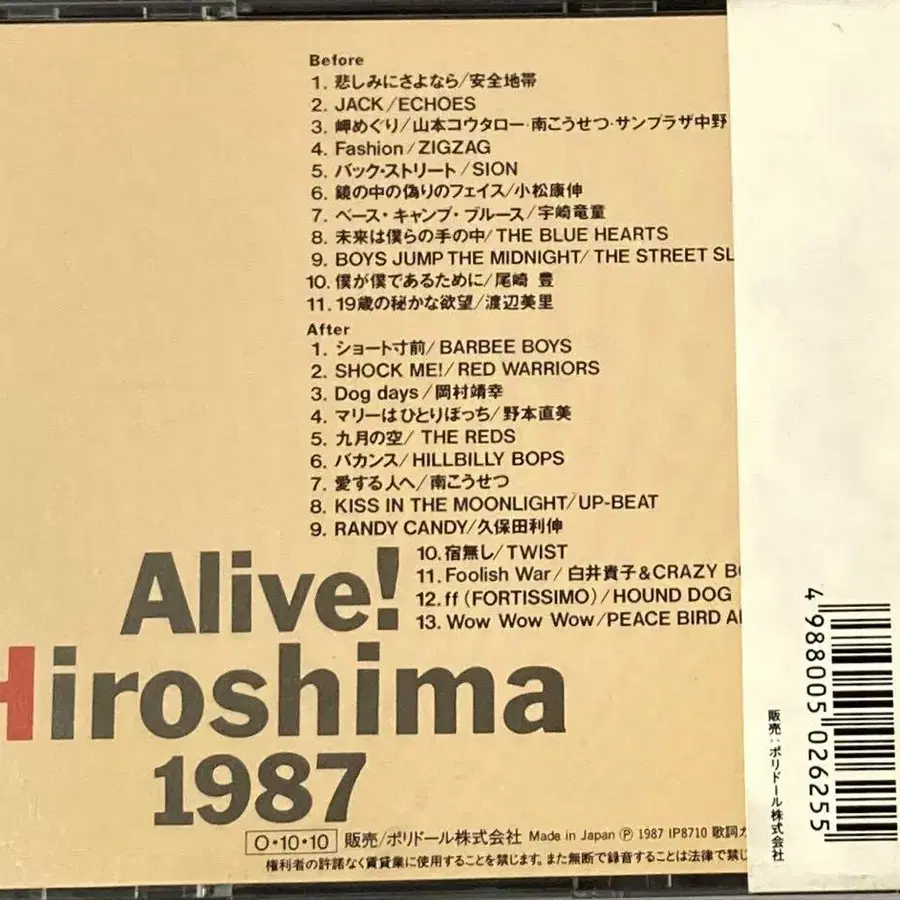 Before
1. 悲しみにさよなら/安全地帯
2. JACK/ECHOES
3. 岬めぐり/山本コウタロー・南こうせつ・サンプラザ中野
4. Fashion/ZIGZAG
5. バック・ストリート/SION
6. 鏡の中の偽りのフェイス/小松康伸
7. ベース・キャンプ・ブルース/宇崎竜童
8. 未来は僕らの手の中/THE BLUE HEARTS
9. BOYS JUMP THE MIDNIGHT/THE STREET SL
10. 僕が僕であるために/尾崎 豊
11. 19歳の秘かな欲望/渡辺美里
After
1. ショート寸前/BARBEE BOYS
2. SHOCK ME!/RED WARRIORS
3. Dog days/岡村靖幸
4. マリーはひとりぼっち/野本直美
5. 九月の空/THE REDS
6. バカンス/HILLBILLY BOPS
7. 愛する人へ/南こうせつ
8. KISS IN THE MOONLIGHT/UP-BEAT
9. RANDY CANDY/久保田利伸
10. 宿無し/TWIST
11. Foolish War/白井貴子&CRAZY B
12. ff (FORTISSIMO)/HOUND DOG
13. Wow Wow Wow/PEACE BIRD A
Alive!
Hiroshima
1987
O・10・10 販売/ポリドール株式会社 Made in Japan Ⓟ 1987 IP8710 歌詞カ
権利者の許諾なく賃貸業に使用することを禁じます。また無断で録音することは法律で禁じ
4 988005 026255
販売:ポリドール株式会社